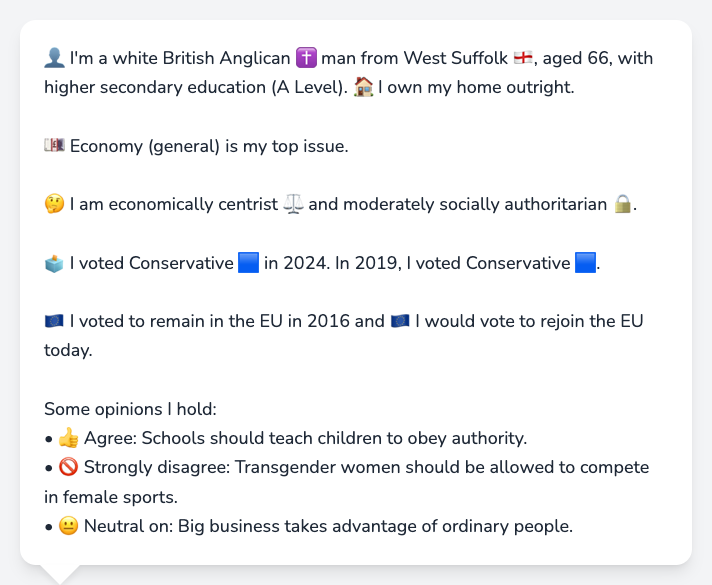 👤 I'm a white British Anglican ✝️ man from West Suffolk 🏴󠁧󠁢󠁥󠁮󠁧󠁿, aged 66, with
higher secondary education (A Level). 🏠 I own my home outright.
💷 Economy (general) is my top issue.
🤔 I am economically centrist ⚖️ and moderately socially authoritarian 🔒.
🗳️ I voted Conservative 🟦 in 2024. In 2019, I voted Conservative 🟦.
🇪🇺 I voted to remain in the EU in 2016 and 🇪🇺 I would vote to rejoin the EU
today.
Some opinions I hold:
• 👍 Agree: Schools should teach children to obey authority.
• 🚫 Strongly disagree: Transgender women should be allowed to compete
in female sports.
• 😐 Neutral on: Big business takes advantage of ordinary people.